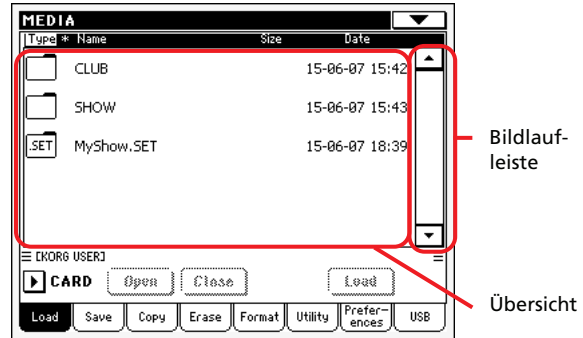 MEDIA
Type * Name Size Date
CLUB 15-06-07 15:42
SHOW 15-06-07 15:43
.SET MyShow.SET 15-06-07 18:39
Bildlauf-
leiste
[KORG USER]
CARD Open Close Load
Übersicht
Load Save Copy Erase Format Utility Prefer-
ences USB